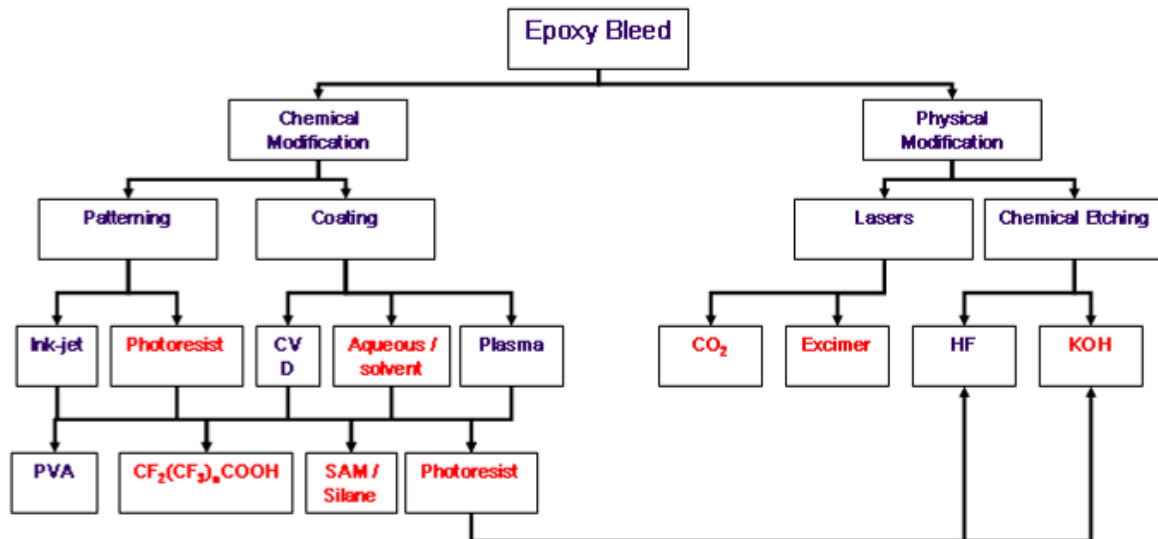 Epoxy Bleed
Chemical
Modification
Physical
Modification
Patterning
Coating
Lasers
Chemical Etching
Ink-jet
Photoresist
CV
D
Aqueous /
solvent
Plasma
CO₂
Excimer
HF
KOH
PVA
CF₂(CF₃)ₙCOOH
SAM /
Silane
Photoresist